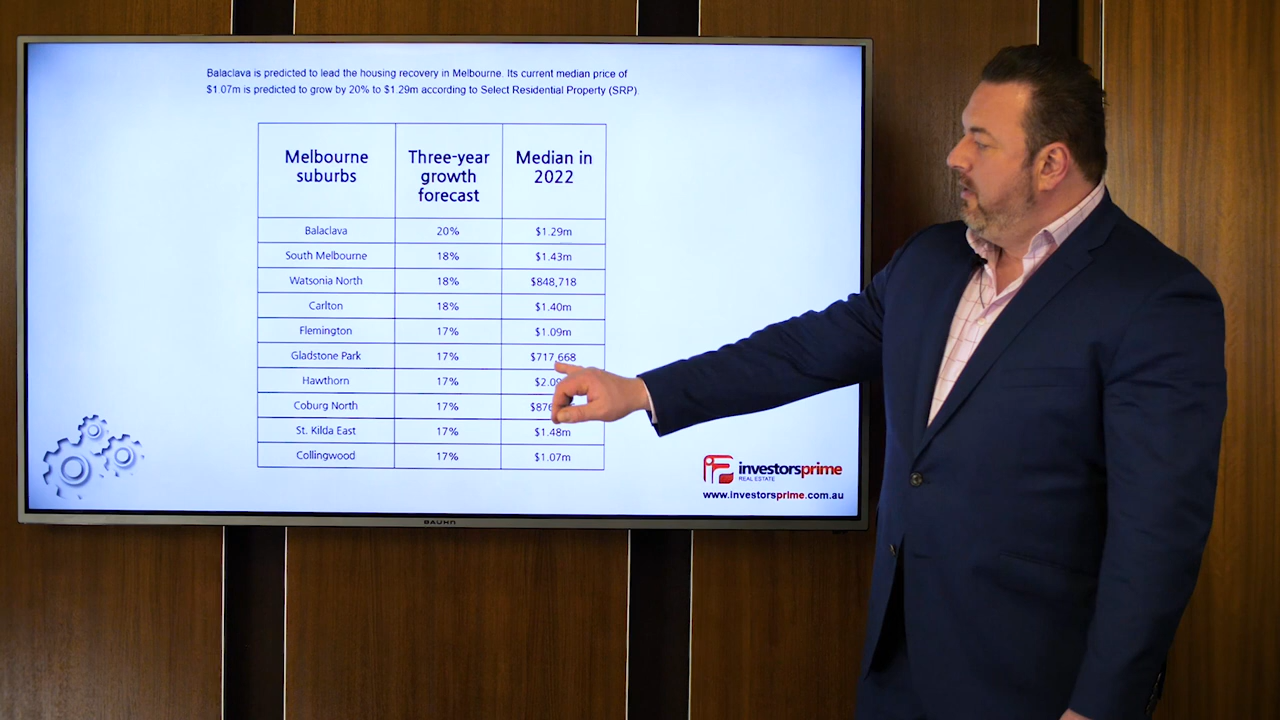 Balaclava is predicted to lead the housing recovery in Melbourne. Its current median price of
$1.07m is predicted to grow by 20% to $1.29m according to Select Residential Property (SRP).
Melbourne suburbs Three-year growth forecast Median in 2022
Balaclava 20% $1.29m
South Melbourne 18% $1.43m
Watsonia North 18% $848,718
Carlton 18% $1.40m
Flemington 17% $1.09m
Gladstone Park 17% $717,668
Hawthorn 17%
Coburg North 17%
St. Kilda East 17% $1.48m
Collingwood 17% $1.07m
investorsprime
REAL ESTATE
www.investorsprime.com.au
BAUHN